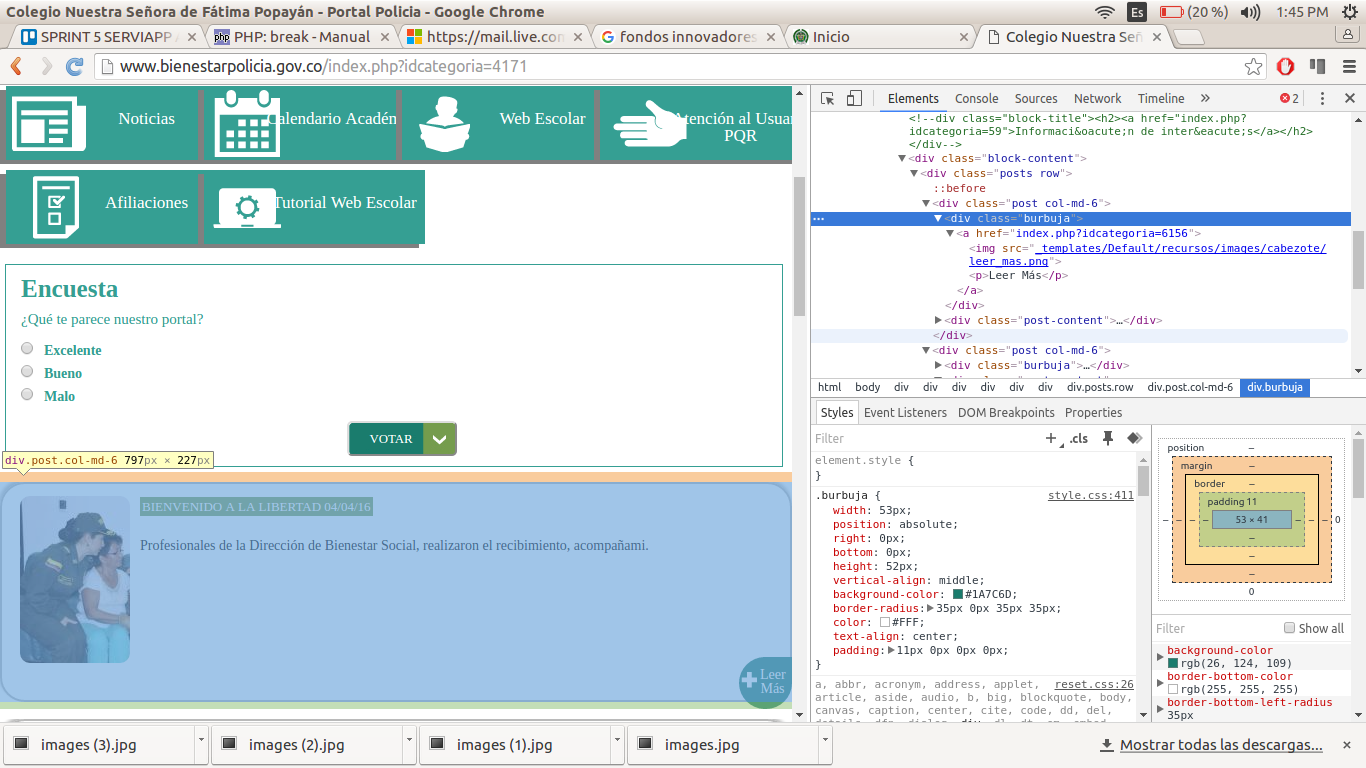 Colegio Nuestra Señora de Fátima Popayán - Portal Policia - Google Chrome
Es (20 %) 1:45 PM
SPRINT 5 SERVIAPP
PHP: break - Manual
https://mail.live.co
fondos innovadores
Inicio
Colegio Nuestra Señ
www.bienestarpolicia.gov.co/index.php?idcategoria=4171
Noticias
Calendario Acadén
Web Escolar
Atención al Usuar
PQR
Afiliaciones
Tutorial Web Escolar
Encuesta
¿Qué te parece nuestro portal?
Excelente
Bueno
Malo
VOTAR
div.post.col-md-6 797px × 227px
BIENVENIDO A LA LIBERTAD 04/04/16
Profesionales de la Dirección de Bienestar Social, realizaron el recibimiento, acompañami.
Leer
Más
Elements Console Sources Network Timeline » 2
<!--div class="block-title"><h2><a href="index.php?
idcategoria=59">Informaci&oacute;n de inter&eacute;s</a></h2>
</div-->
<div class="block-content">
<div class="posts row">
::before
<div class="post col-md-6">
<div class="burbuja">
<a href="index.php?idcategoria=6156">
<img src="_templates/Default/recursos/images/cabezote/
leer_mas.png">
<p>Leer Más</p>
</a>
</div>
<div class="post-content">…</div>
</div>
<div class="post col-md-6">
<div class="burbuja">…</div>
html body div div div div div div div.posts.row div.post.col-md-6 div.burbuja
Styles Event Listeners DOM Breakpoints Properties
Filter + .cls
element.style {
}
.burbuja { style.css:411
width: 53px;
position: absolute;
right: 0px;
bottom: 0px;
height: 52px;
vertical-align: middle;
background-color: #1A7C6D;
border-radius: 35px 0px 35px 35px;
color: #FFF;
text-align: center;
padding: 11px 0px 0px 0px;
}
a, abbr, acronym, address, applet, reset.css:26
article, aside, audio, b, big, blockquote, body,
canvas, caption, center, cite, code, dd, del,
position –
margin –
border –
padding 11
– – – 53 × 41 – – – 0
–
–
–
0
Filter Show all
background-color
rgb(26, 124, 109)
border-bottom-color
rgb(255, 255, 255)
border-bottom-left-radius
35px
images (3).jpg
images (2).jpg
images (1).jpg
images.jpg
Mostrar todas las descargas...